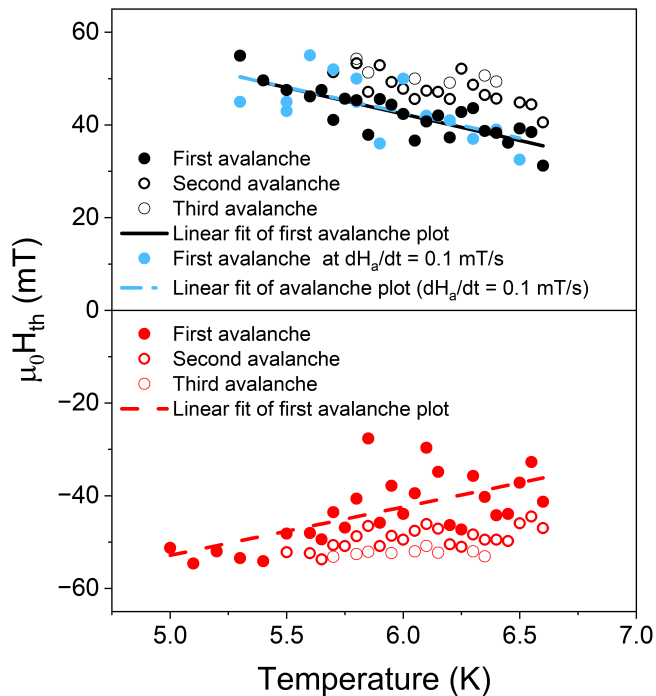 60
40
20
0
−20
−40
−60
μ₀Hₜₕ (mT)
First avalanche
Second avalanche
Third avalanche
Linear fit of first avalanche plot
First avalanche at dHₐ/dt = 0.1 mT/s
Linear fit of avalanche plot (dHₐ/dt = 0.1 mT/s)
First avalanche
Second avalanche
Third avalanche
Linear fit of first avalanche plot
5.0 5.5 6.0 6.5 7.0
Temperature (K)